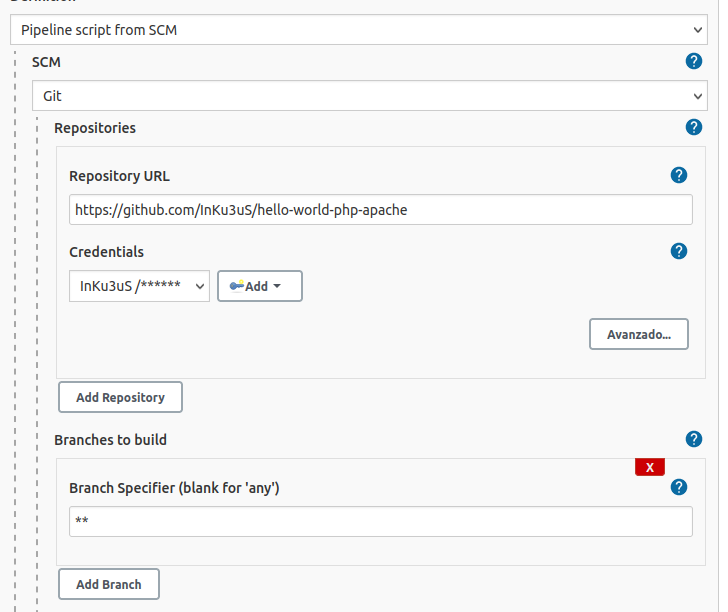 Pipeline script from SCM
SCM
?
Git
Repositories
?
Repository URL
?
https://github.com/InKu3uS/hello-world-php-apache
Credentials
?
InKu3uS /******
Add
Avanzado...
Add Repository
Branches to build
?
X
Branch Specifier (blank for 'any')
?
**
Add Branch